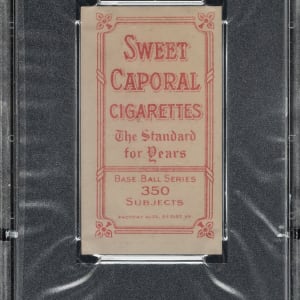 SWEET
CAPORAL
CIGARETTES
The Standard
for Years
BASE BALL SERIES
350
SUBJECTS